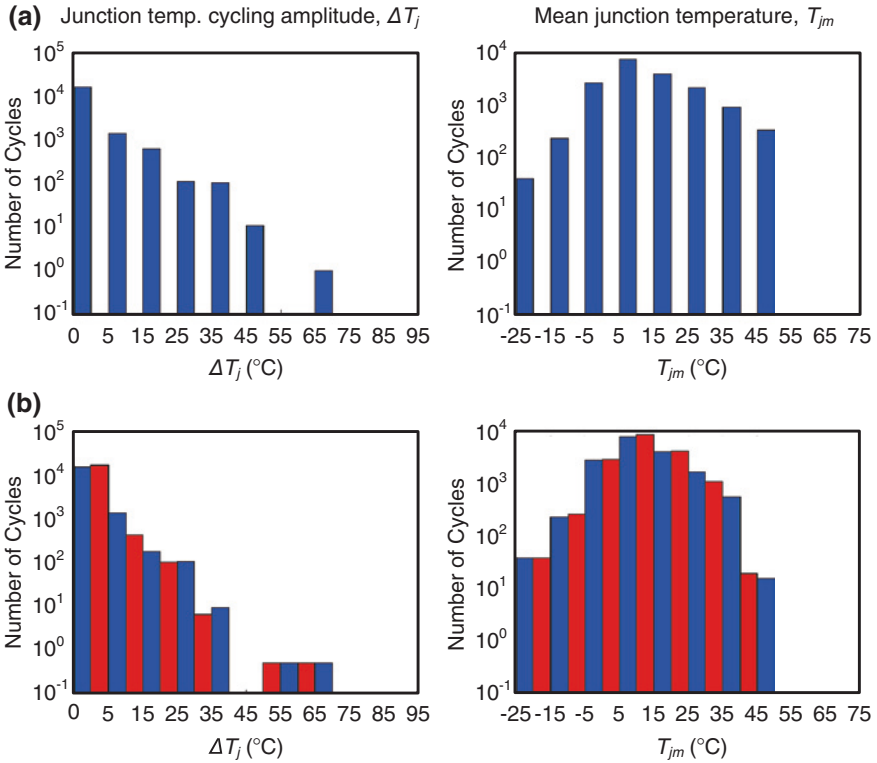 (a)
Junction temp. cycling amplitude, ΔTj
Mean junction temperature, Tjm
Number of Cycles
10^5
10^4
10^3
10^2
10^1
10^0
10^-1
0 5 15 25 35 45 55 65 75 85 95
ΔTj (°C)
Number of Cycles
10^4
10^3
10^2
10^1
10^0
10^-1
-25 -15 -5 5 15 25 35 45 55 65 75
Tjm (°C)
(b)
Number of Cycles
10^5
10^4
10^3
10^2
10^1
10^0
10^-1
0 5 15 25 35 45 55 65 75 85 95
ΔTj (°C)
Number of Cycles
10^4
10^3
10^2
10^1
10^0
10^-1
-25 -15 -5 5 15 25 35 45 55 65 75
Tjm (°C)